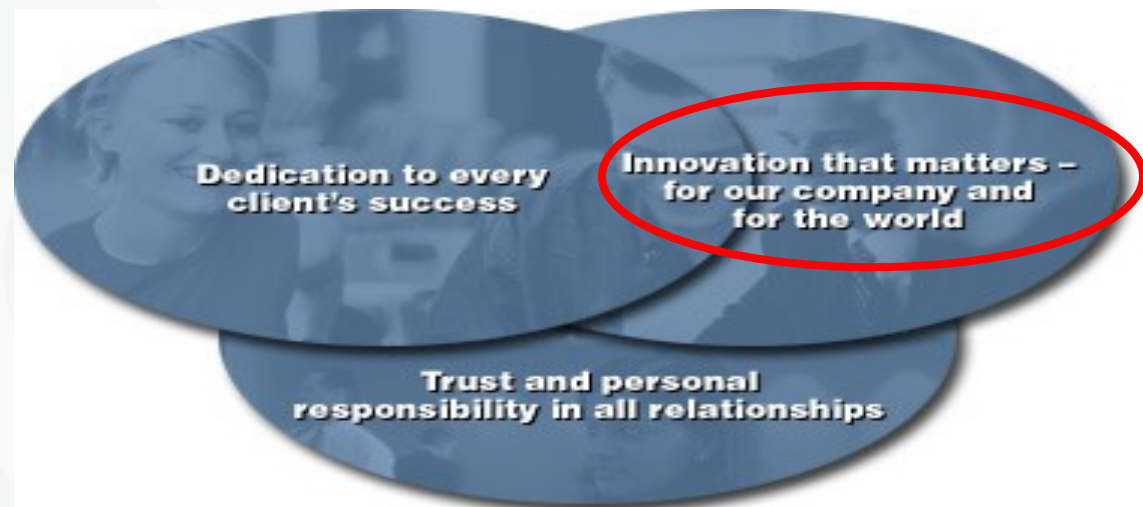 Dedication to every
client's success
Innovation that matters –
for our company and
for the world
Trust and personal
responsibility in all relationships